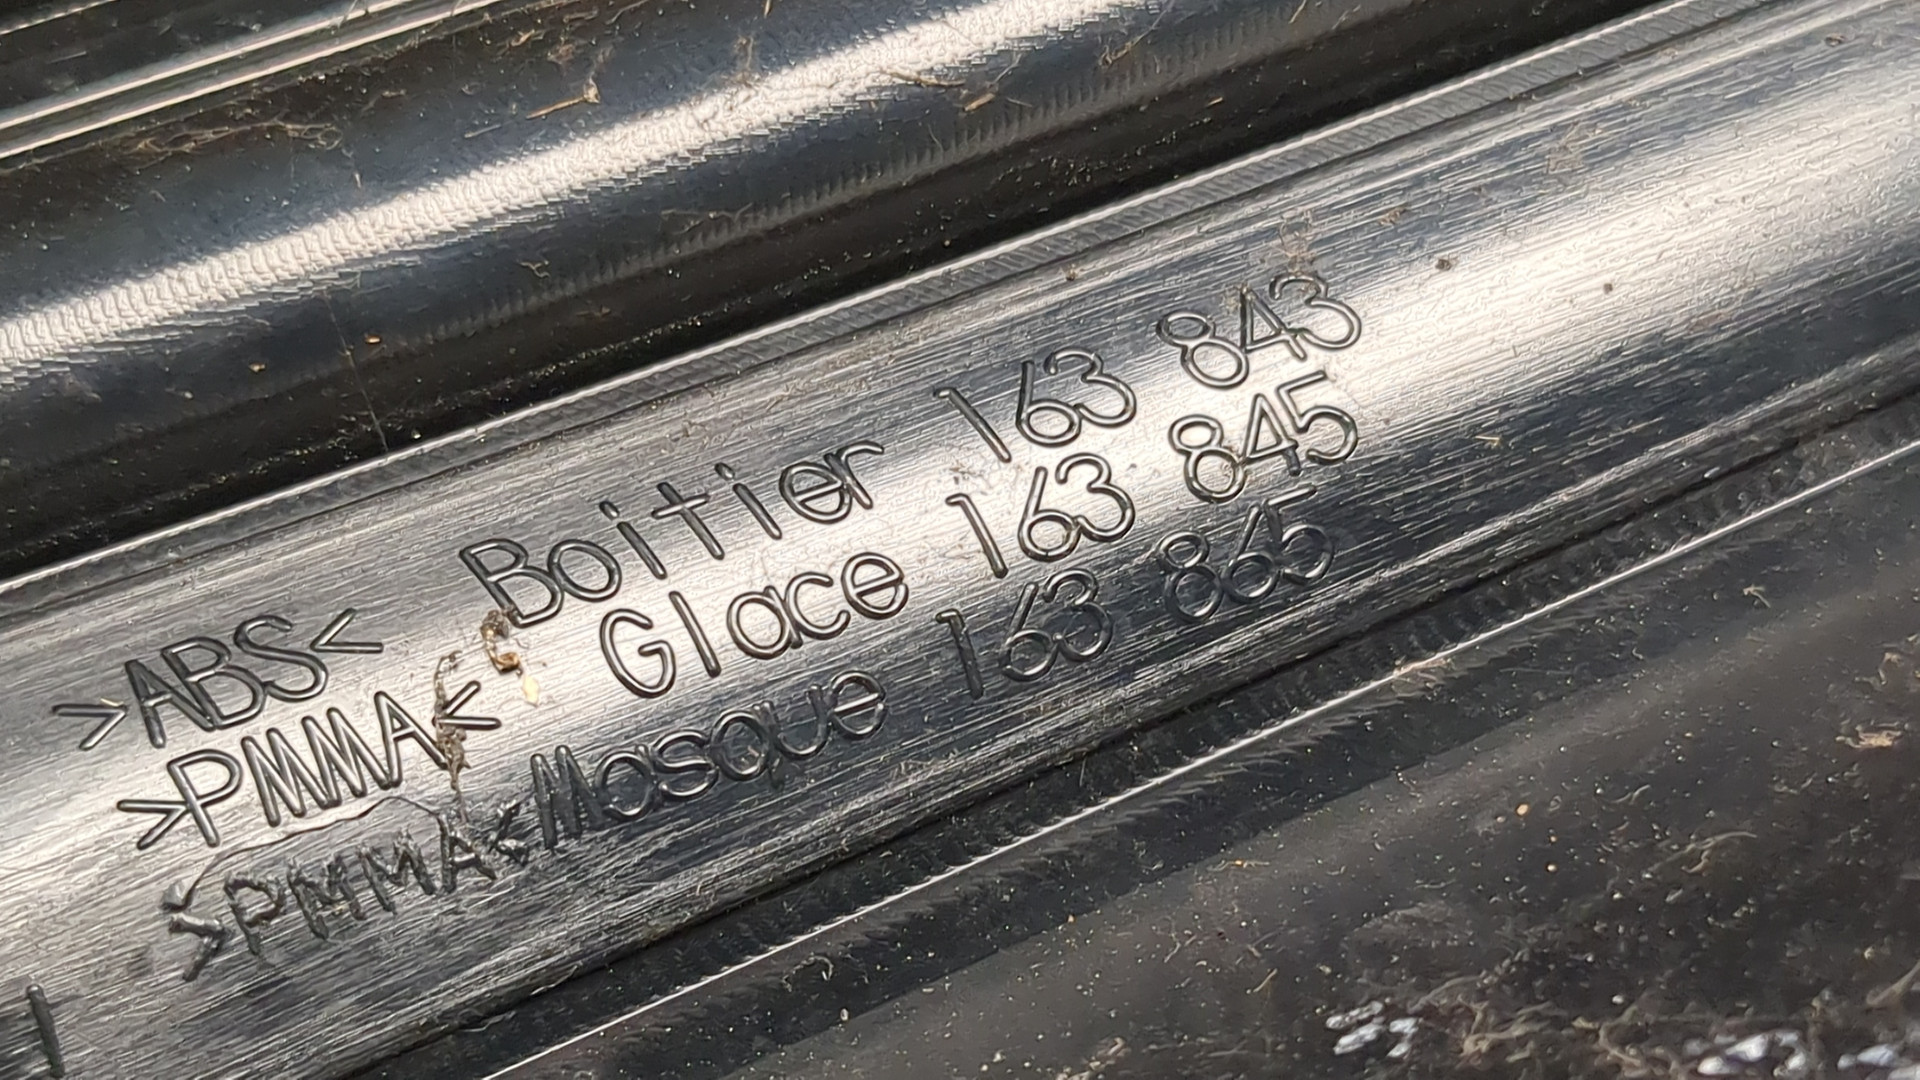 >ABS< Boitier 163 843
>PMMA< Glace 163 845
>PMMA< Masque 163 865